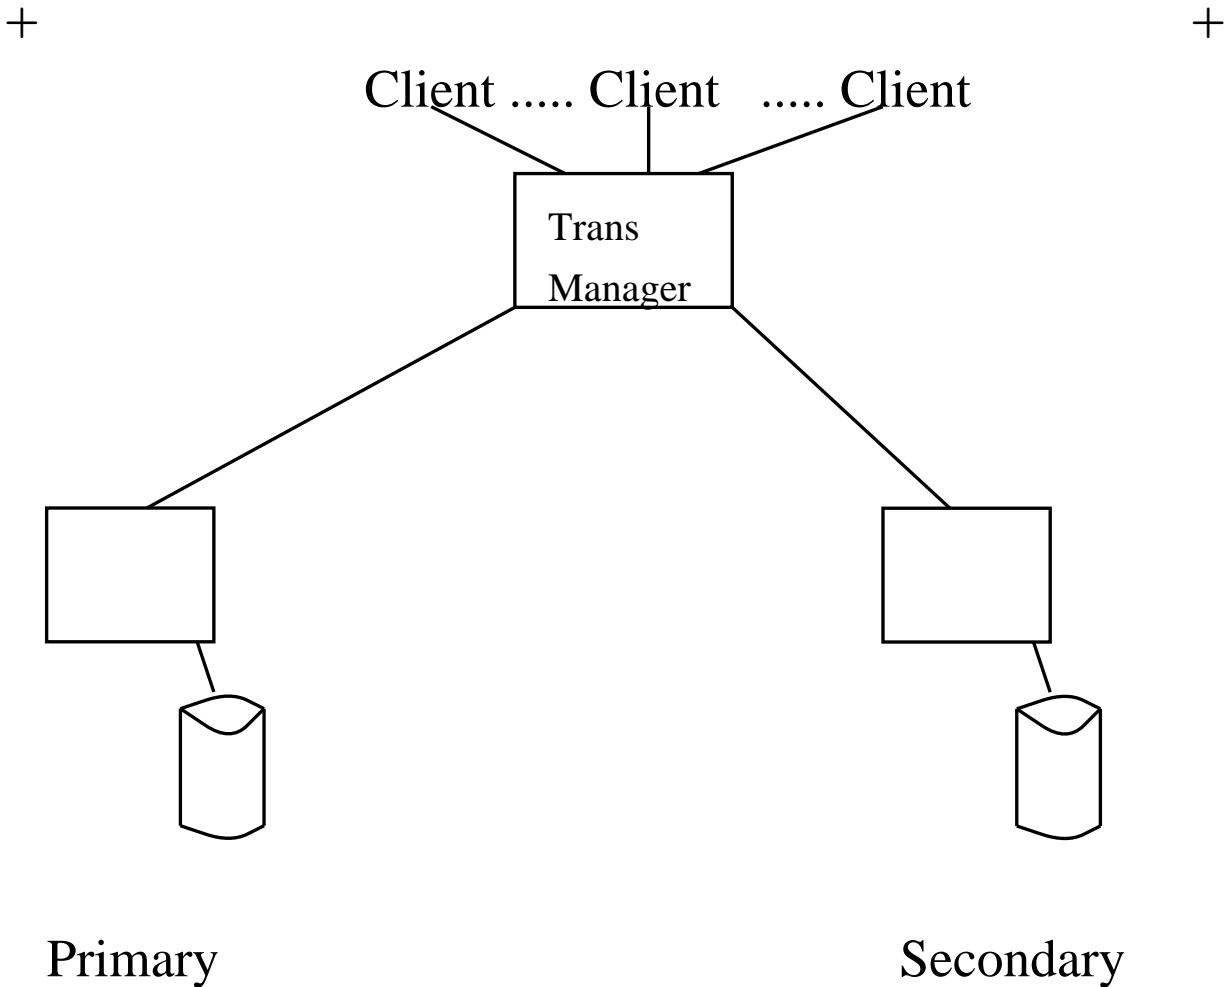 + +
Client ..... Client ..... Client
Trans
Manager
Primary Secondary